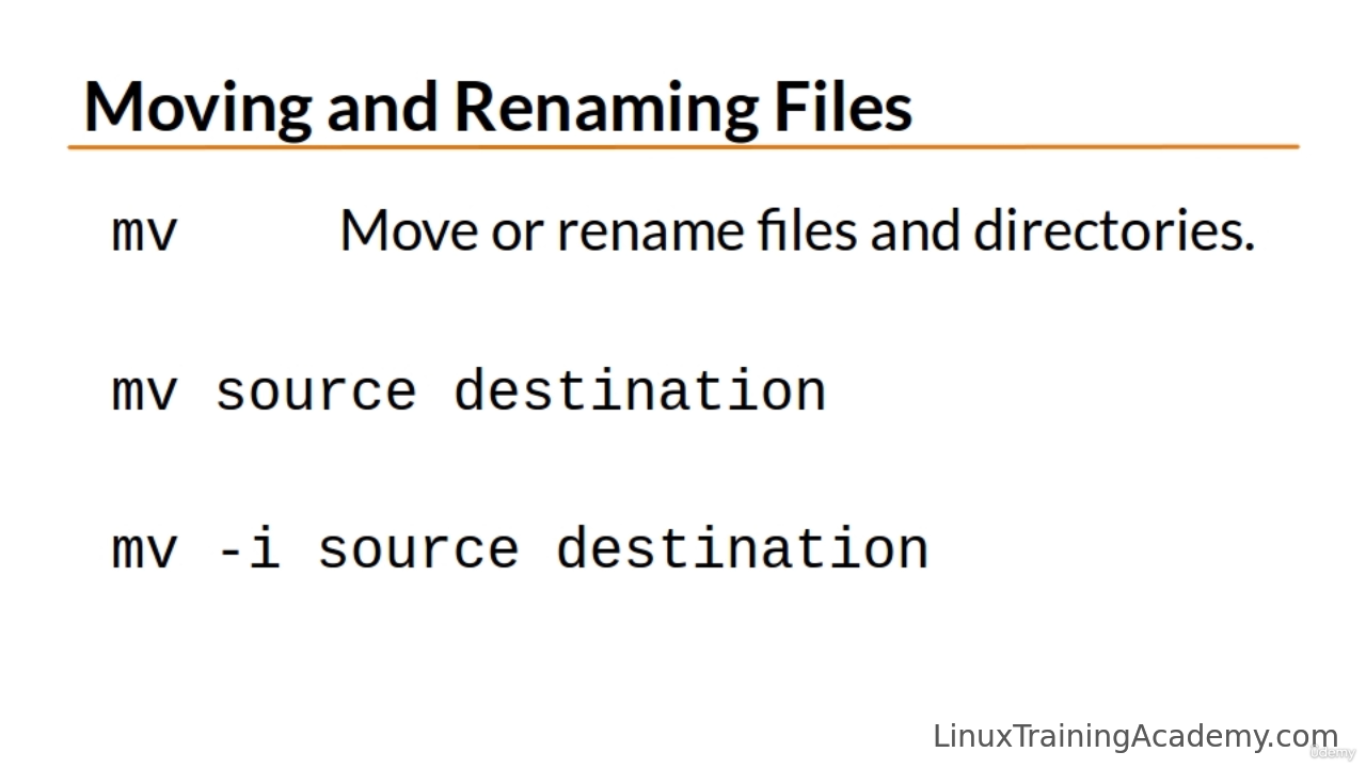 Moving and Renaming Files
mv Move or rename files and directories.
mv source destination
mv -i source destination
LinuxTrainingAcademy.com
ûdemy